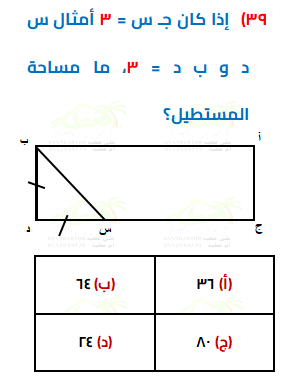 ٣٩) إذا كان جـ س = ٣ أمثال س
د و ب د = ٣، ما مساحة
المستطيل؟
ب أ
د س ج
(أ) ٣٦ (ب) ٦٤
(ج) ٨٠ (د) ٢٤